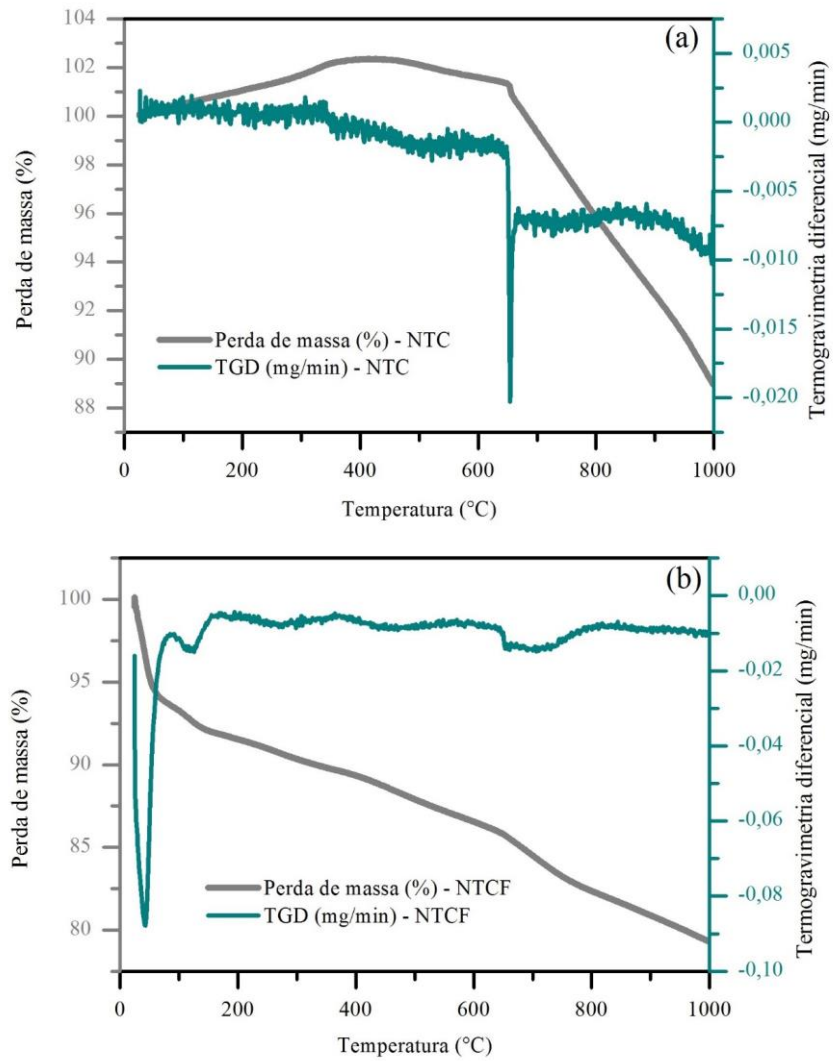 (a)
Perda de massa (%)
104
102
100
98
96
94
92
90
88
0,005
0,000
-0,005
-0,010
-0,015
-0,020
Termogravimetria diferencial (mg/min)
Perda de massa (%) - NTC
TGD (mg/min) - NTC
0 200 400 600 800 1000
Temperatura (°C)
(b)
Perda de massa (%)
100
95
90
85
80
0,00
-0,02
-0,04
-0,06
-0,08
-0,10
Termogravimetria diferencial (mg/min)
Perda de massa (%) - NTCF
TGD (mg/min) - NTCF
0 200 400 600 800 1000
Temperatura (°C)